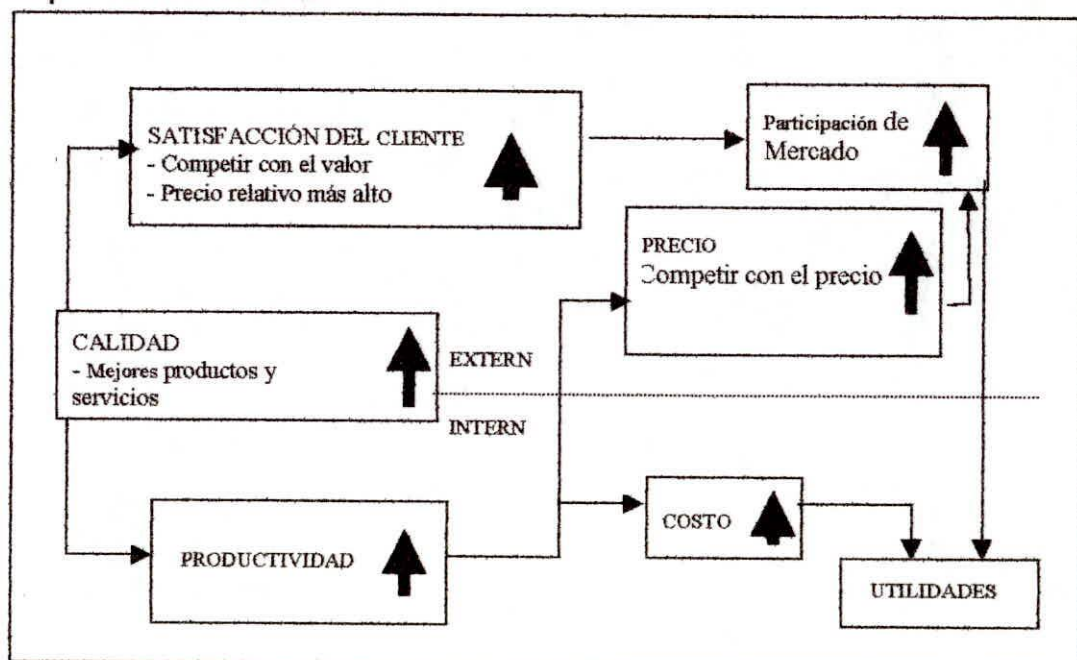 SATISFACCIÓN DEL CLIENTE
- Competir con el valor
- Precio relativo más alto
Participación de
Mercado
PRECIO
Competir con el precio
CALIDAD
- Mejores productos y
servicios
EXTERN
INTERN
PRODUCTIVIDAD
COSTO
UTILIDADES